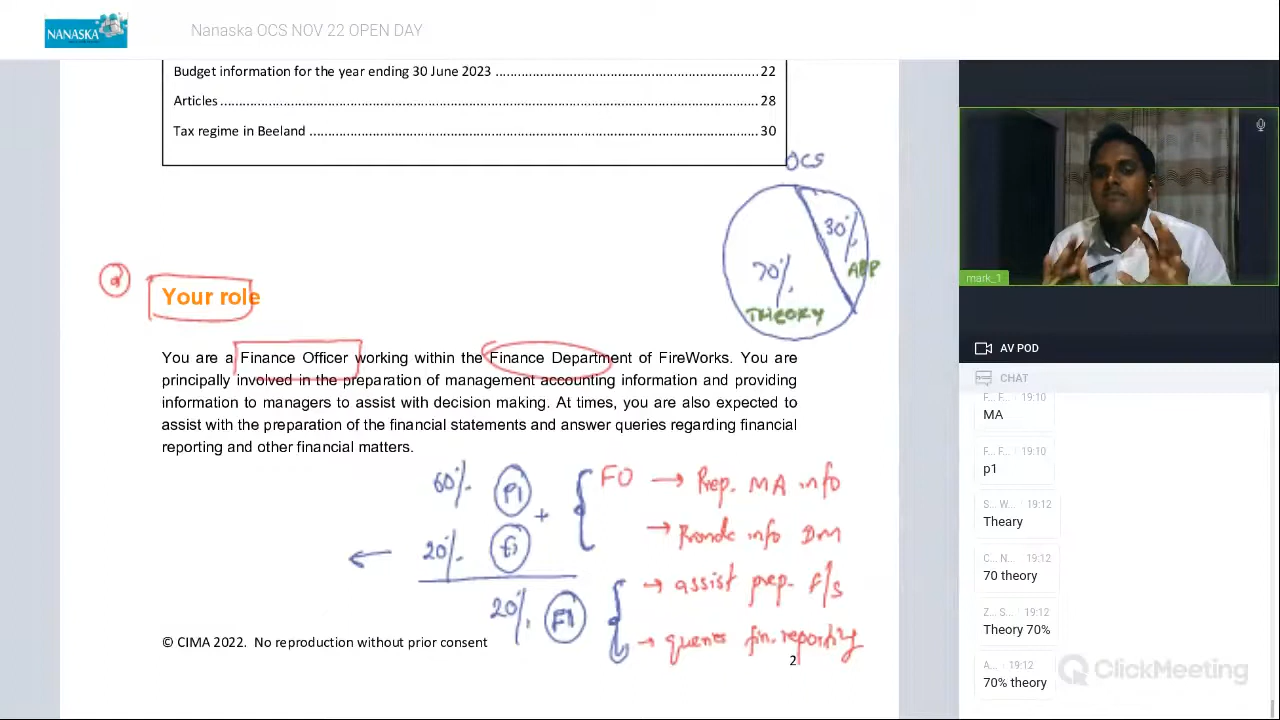 NANASKA
Nanaska OCS NOV 22 OPEN DAY
Budget information for the year ending 30 June 2023 ........................................................................ 22
Articles ........................................................................ 28
Tax regime in Beeland ........................................................................ 30
OCS
30%
APP
70%
THEORY
2
Your role
You are a Finance Officer working within the Finance Department of FireWorks. You are
principally involved in the preparation of management accounting information and providing
information to managers to assist with decision making. At times, you are also expected to
assist with the preparation of the financial statements and answer queries regarding financial
reporting and other financial matters.
60% P1 + FO → Prep. MA info
→ info DM
← 20% E1
→ assist prep. F/S
20% F1
→ queries fin. reporting
© CIMA 2022. No reproduction without prior consent
2
mark_1
AV POD
CHAT
F... F... 19:10
MA
F... F... 19:10
p1
S... W... 19:12
Theary
C... N... 19:12
70 theory
Z... S... 19:12
Theory 70%
A... 19:12
70% theory
ClickMeeting